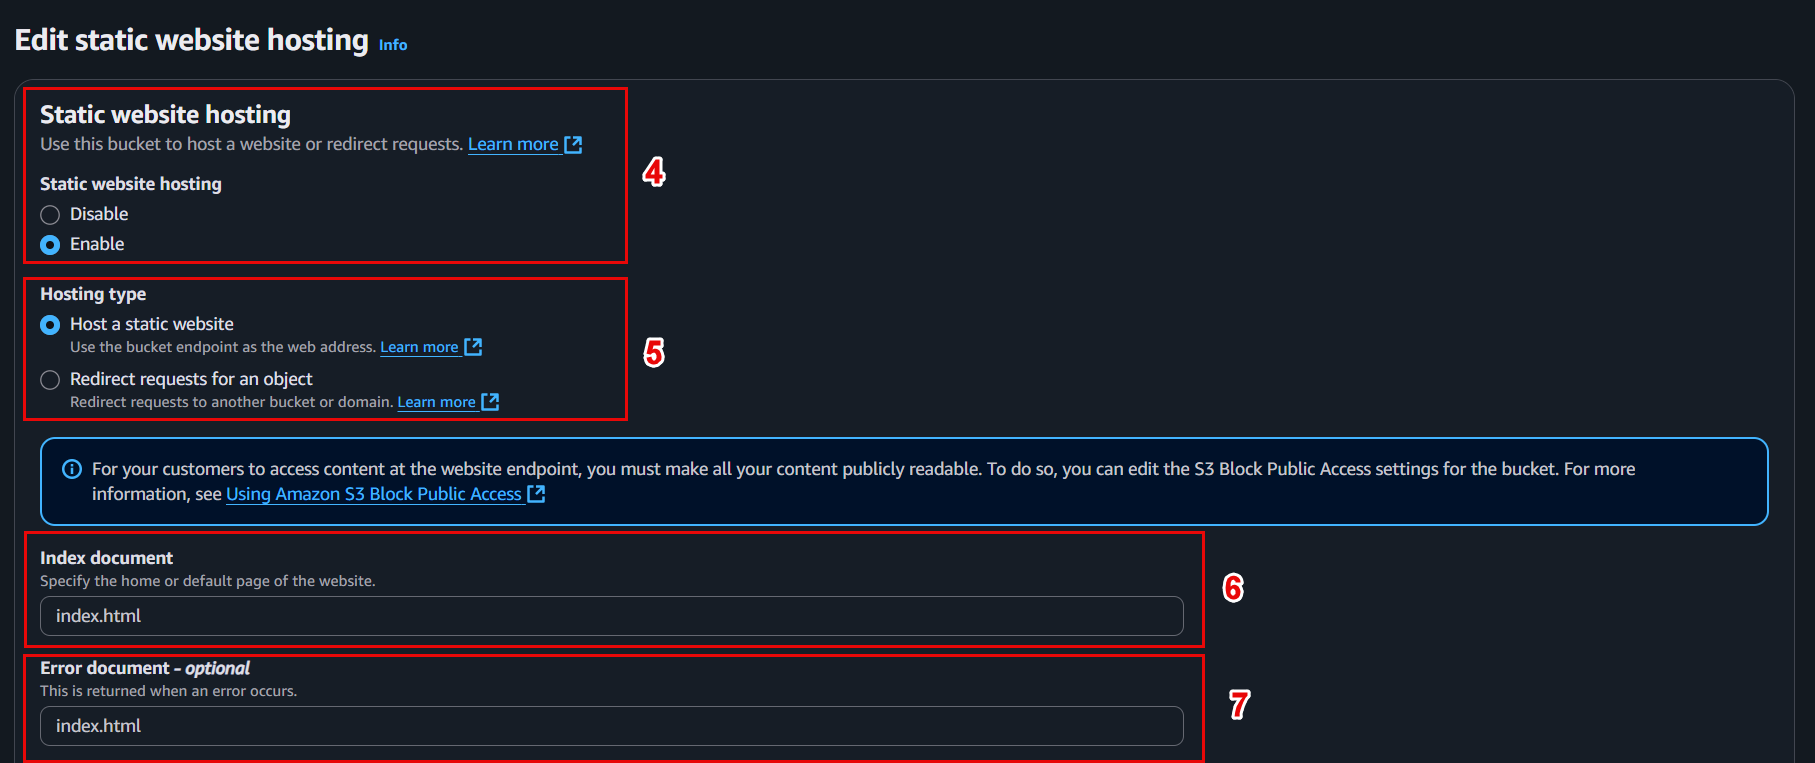 Edit static website hosting Info
Static website hosting
Use this bucket to host a website or redirect requests. Learn more
Static website hosting
Disable
Enable
4
Hosting type
Host a static website
Use the bucket endpoint as the web address. Learn more
Redirect requests for an object
Redirect requests to another bucket or domain. Learn more
5
For your customers to access content at the website endpoint, you must make all your content publicly readable. To do so, you can edit the S3 Block Public Access settings for the bucket. For more
information, see Using Amazon S3 Block Public Access
Index document
Specify the home or default page of the website.
index.html
6
Error document - optional
This is returned when an error occurs.
index.html
7